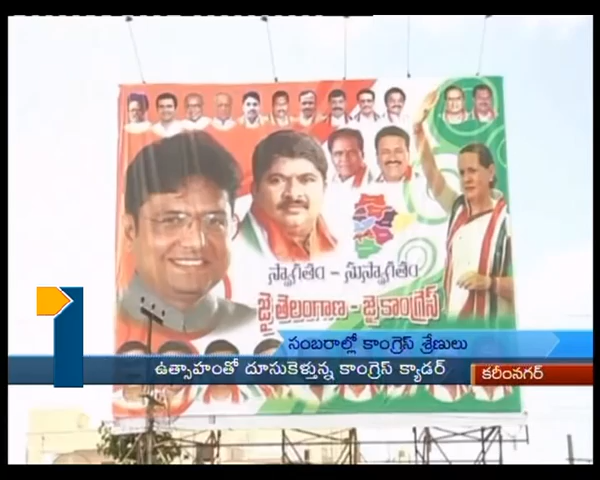 స్వాగతం - సుస్వాగతం
జై తెలంగాణ - జై కాంగ్రెస్
సంబరాల్లో కాంగ్రెస్ శ్రేణులు
ఉత్సాహంతో దూసుకెళ్తున్న కాంగ్రెస్ క్యాడర్
కరీంనగర్